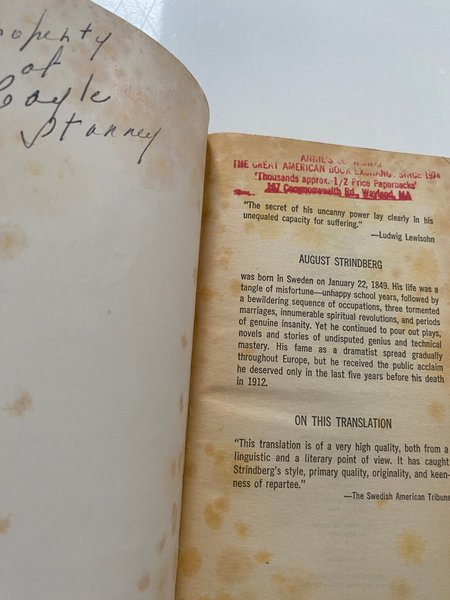 of
Gayle
Stanney
ANNIE'S BOOK SWAP
THE GREAT AMERICAN BOOK EXCHANGE SINCE 1974
'Thousands approx. 1/2 Price Paperbacks'
167 Commonwealth Rd., Wayland, MA
"The secret of his uncanny power lay clearly in his
unequaled capacity for suffering."
—Ludwig Lewisohn
AUGUST STRINDBERG
was born in Sweden on January 22, 1849. His life was a
tangle of misfortune—unhappy school years, followed by
a bewildering sequence of occupations, three tormented
marriages, innumerable spiritual revolutions, and periods
of genuine insanity. Yet he continued to pour out plays,
novels and stories of undisputed genius and technical
mastery. His fame as a dramatist spread gradually
throughout Europe, but he received the public acclaim
he deserved only in the last five years before his death
in 1912.
ON THIS TRANSLATION
"This translation is of a very high quality, both from a
linguistic and a literary point of view. It has caught
Strindberg's style, primary quality, originality, and keen-
ness of repartee."
—The Swedish American Tribune